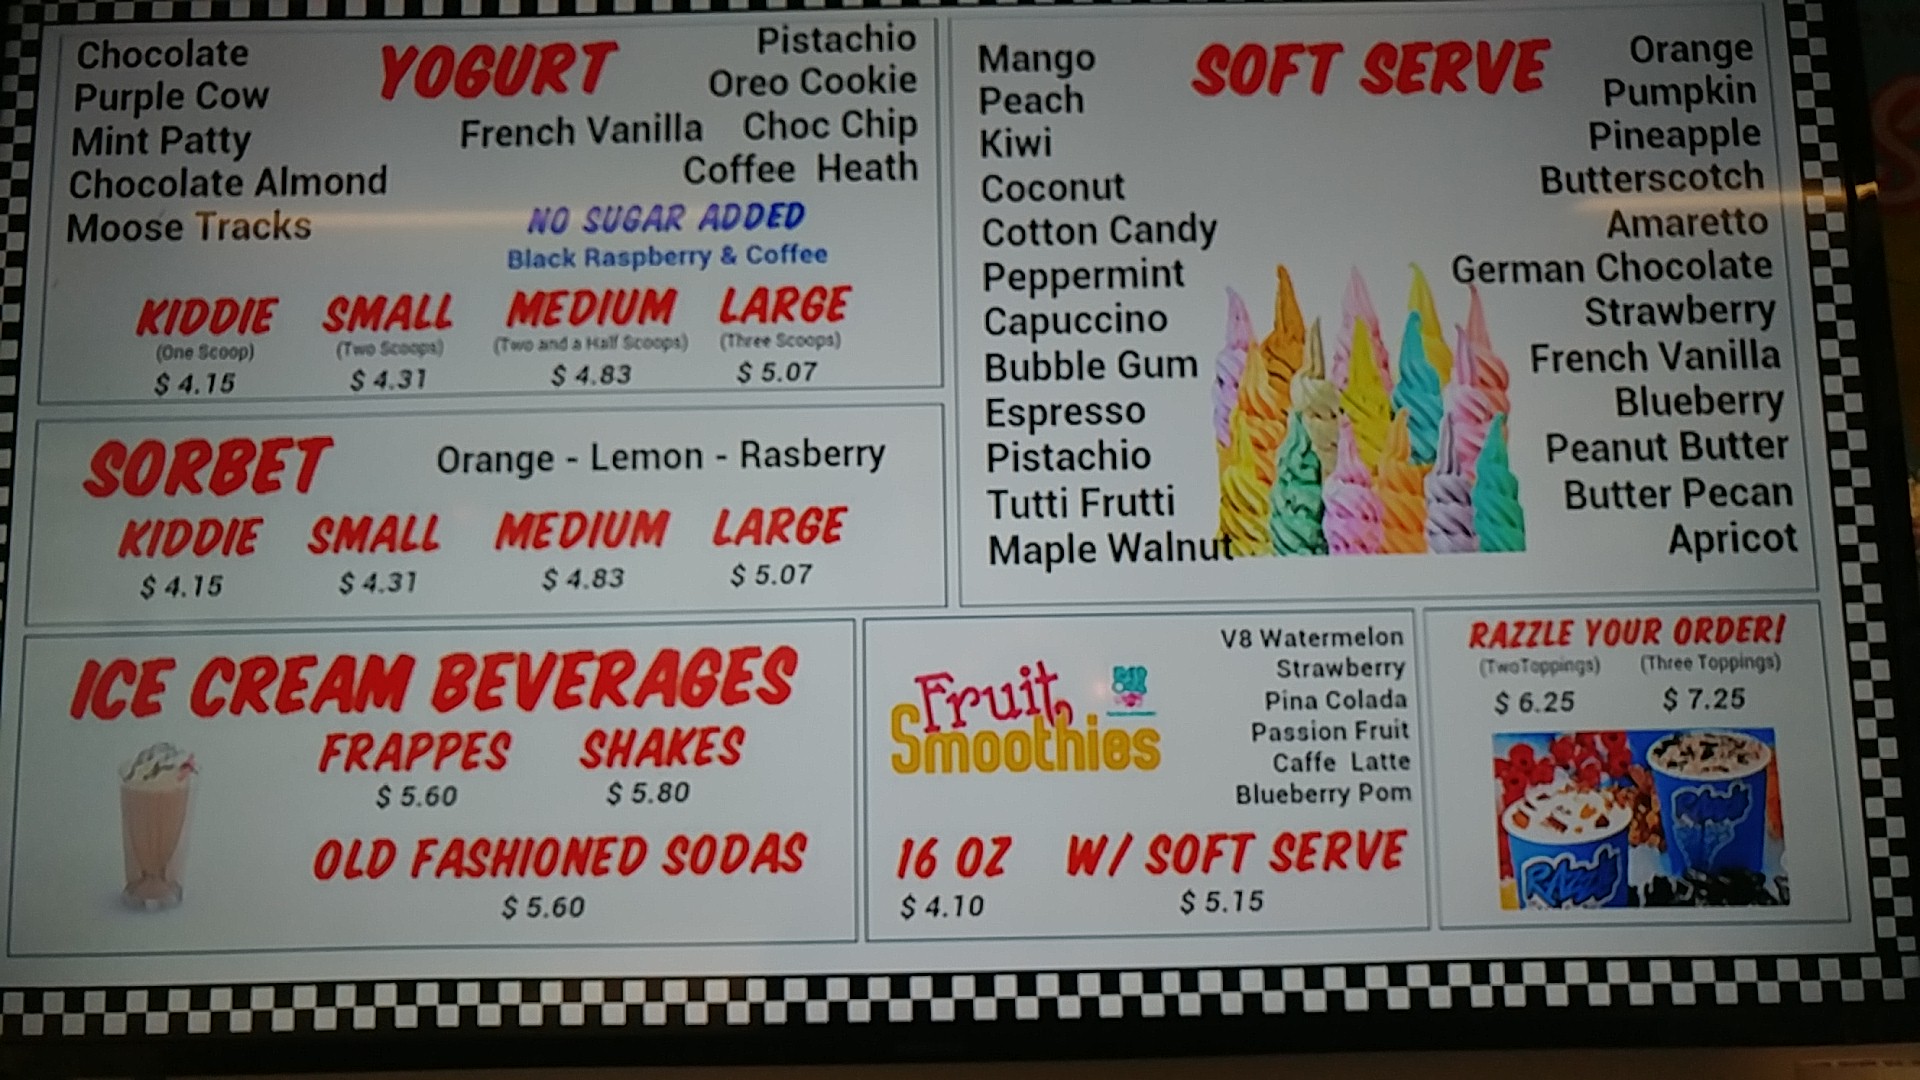 YOGURT
Chocolate
Purple Cow
Mint Patty
Chocolate Almond
Moose Tracks
Pistachio
Oreo Cookie
French Vanilla Choc Chip
Coffee Heath
NO SUGAR ADDED
Black Raspberry & Coffee
KIDDIE SMALL MEDIUM LARGE
(One Scoop) (Two Scoops) (Two and a Half Scoops) (Three Scoops)
$ 4.15 $ 4.31 $ 4.83 $ 5.07
SORBET Orange - Lemon - Rasberry
KIDDIE SMALL MEDIUM LARGE
$ 4.15 $ 4.31 $ 4.83 $ 5.07
SOFT SERVE
Mango
Peach
Kiwi
Coconut
Cotton Candy
Peppermint
Capuccino
Bubble Gum
Espresso
Pistachio
Tutti Frutti
Maple Walnut
Orange
Pumpkin
Pineapple
Butterscotch
Amaretto
German Chocolate
Strawberry
French Vanilla
Blueberry
Peanut Butter
Butter Pecan
Apricot
ICE CREAM BEVERAGES
FRAPPES SHAKES
$ 5.60 $ 5.80
OLD FASHIONED SODAS
$ 5.60
Fruit
Smoothies
V8 Watermelon
Strawberry
Pina Colada
Passion Fruit
Caffe Latte
Blueberry Pom
16 OZ W/ SOFT SERVE
$ 4.10 $ 5.15
RAZZLE YOUR ORDER!
(Two Toppings) (Three Toppings)
$ 6.25 $ 7.25